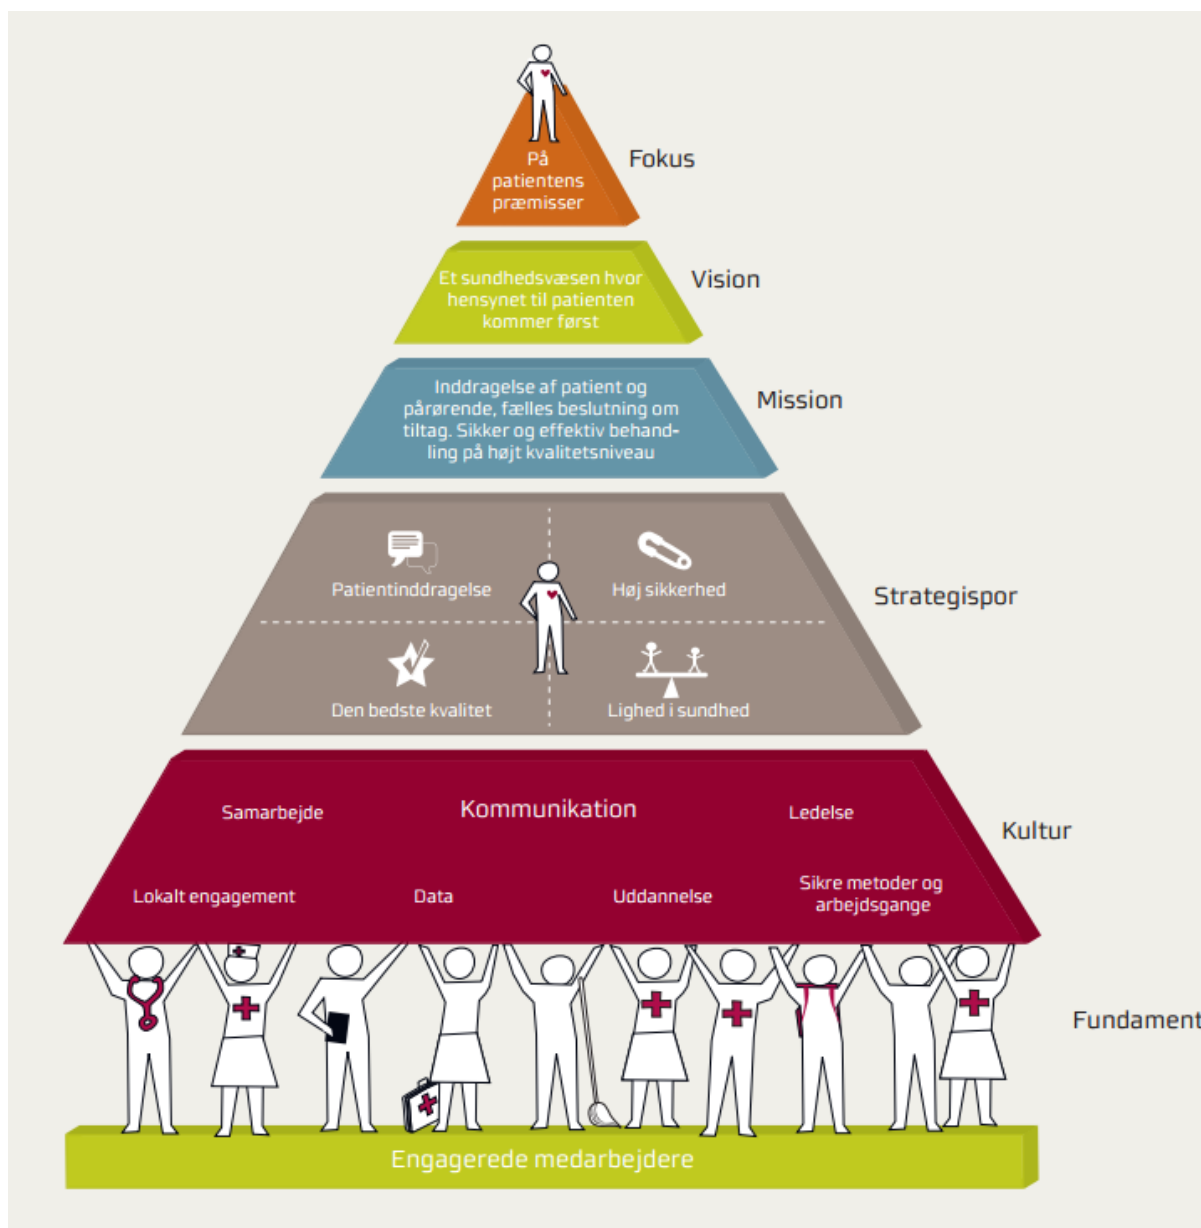 På
patientens
præmisser
Fokus
Et sundhedsvæsen hvor
hensynet til patienten
kommer først
Vision
Inddragelse af patient og
pårørende, fælles beslutning om
tiltag. Sikker og effektiv behand-
ling på højt kvalitetsniveau
Mission
Patientinddragelse
Høj sikkerhed
Den bedste kvalitet
Lighed i sundhed
Strategispor
Samarbejde
Kommunikation
Ledelse
Lokalt engagement
Data
Uddannelse
Sikre metoder og
arbejdsgange
Kultur
Fundament
Engagerede medarbejdere